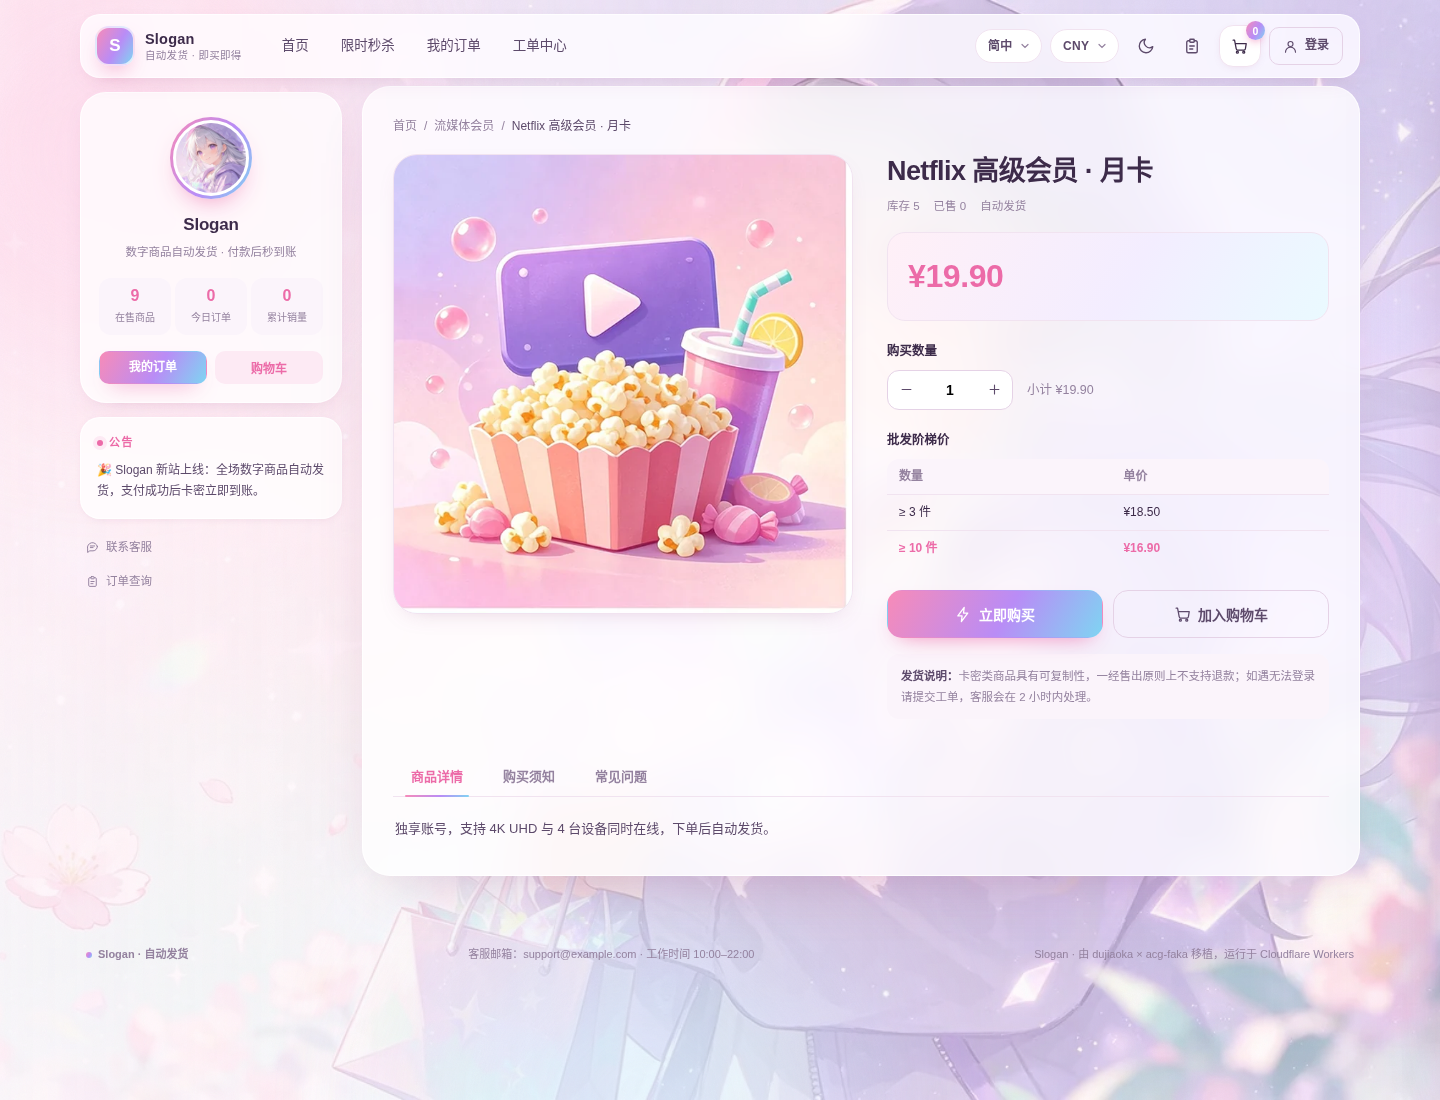 S
Slogan
自动发货 · 即买即得
首页
限时秒杀
我的订单
工单中心
简中
CNY
0
登录
Slogan
数字商品自动发货 · 付款后秒到账
9
在售商品
0
今日订单
0
累计销量
我的订单
购物车
公告
🎉 Slogan 新站上线：全场数字商品自动发
货，支付成功后卡密立即到账。
联系客服
订单查询
首页 / 流媒体会员 / Netflix 高级会员 · 月卡
Netflix 高级会员 · 月卡
库存 5 已售 0 自动发货
¥19.90
购买数量
− 1 +
小计 ¥19.90
批发阶梯价
数量 单价
≥ 3 件 ¥18.50
≥ 10 件 ¥16.90
立即购买
加入购物车
发货说明：卡密类商品具有可复制性，一经售出原则上不支持退款；如遇无法登录
请提交工单，客服会在 2 小时内处理。
商品详情
购买须知
常见问题
独享账号，支持 4K UHD 与 4 台设备同时在线，下单后自动发货。
Slogan · 自动发货
客服邮箱：support@example.com · 工作时间 10:00–22:00
Slogan · 由 dujiaoka × acg-faka 移植，运行于 Cloudflare Workers